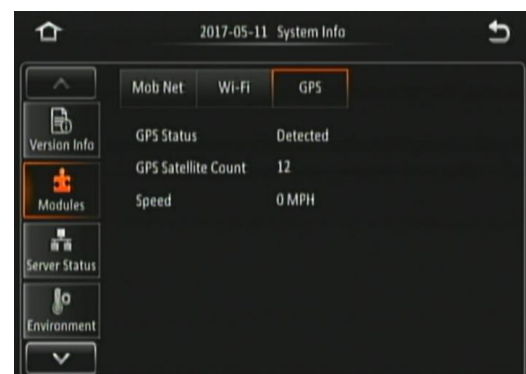 2017-05-11 System Info
Mob Net Wi-Fi GPS
Version Info
Modules
Server Status
Environment
GPS Status Detected
GPS Satellite Count 12
Speed 0 MPH